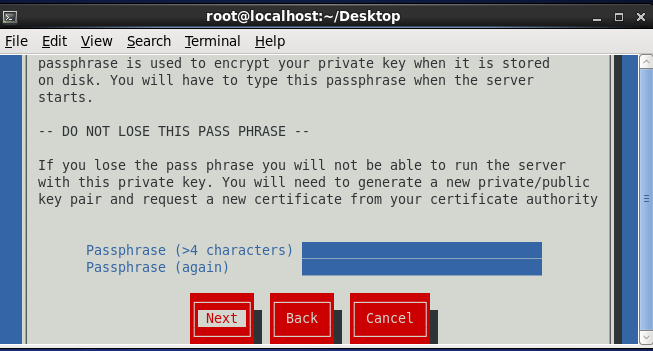 root@localhost:~/Desktop
File Edit View Search Terminal Help
passphrase is used to encrypt your private key when it is stored
on disk. You will have to type this passphrase when the server
starts.
-- DO NOT LOSE THIS PASS PHRASE --
If you lose the pass phrase you will not be able to run the server
with this private key. You will need to generate a new private/public
key pair and request a new certificate from your certificate authority
Passphrase (>4 characters)
Passphrase (again)
Next Back Cancel